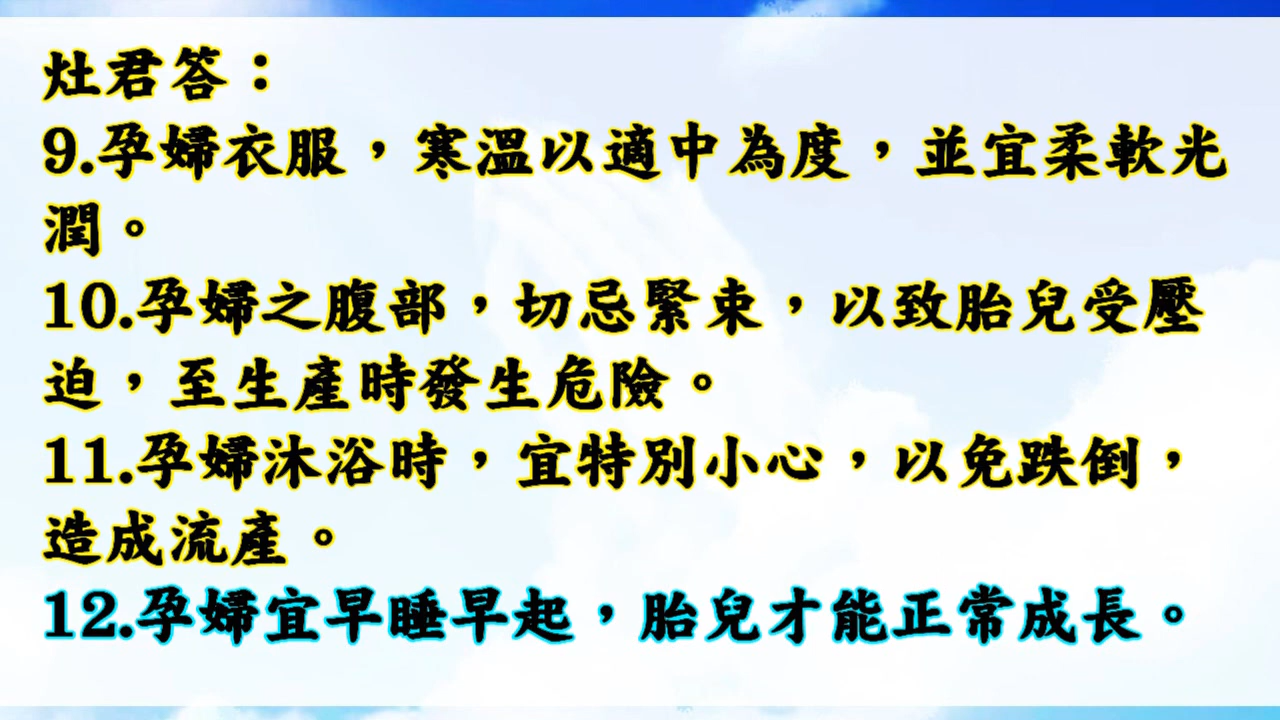 灶君答：
9.孕婦衣服，寒溫以適中為度，並宜柔軟光
潤。
10.孕婦之腹部，切忌緊束，以致胎兒受壓
迫，至生產時發生危險。
11.孕婦沐浴時，宜特別小心，以免跌倒，
造成流產。
12.孕婦宜早睡早起，胎兒才能正常成長。